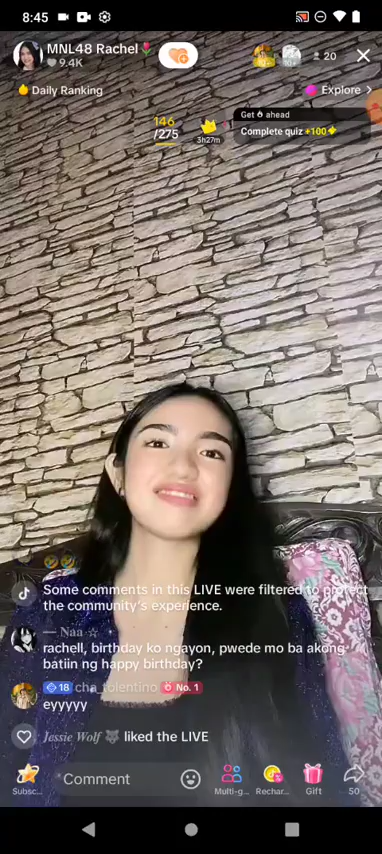 8:45
MNL48 Rachel🌷
9.4K
20
Daily Ranking
Explore >
146
/275
3h27m
Get ahead
Complete quiz +100
Some comments in this LIVE were filtered to protect
the community's experience.
— Naa ☆
rachell, birthday ko ngayon, pwede mo ba akong
batiin ng happy birthday?
18 cha_tolentino No. 1
eyyyyy
Jessie Wolf 🐺 liked the LIVE
Comment
Subsc... Multi-g... Rechar... Gift 50